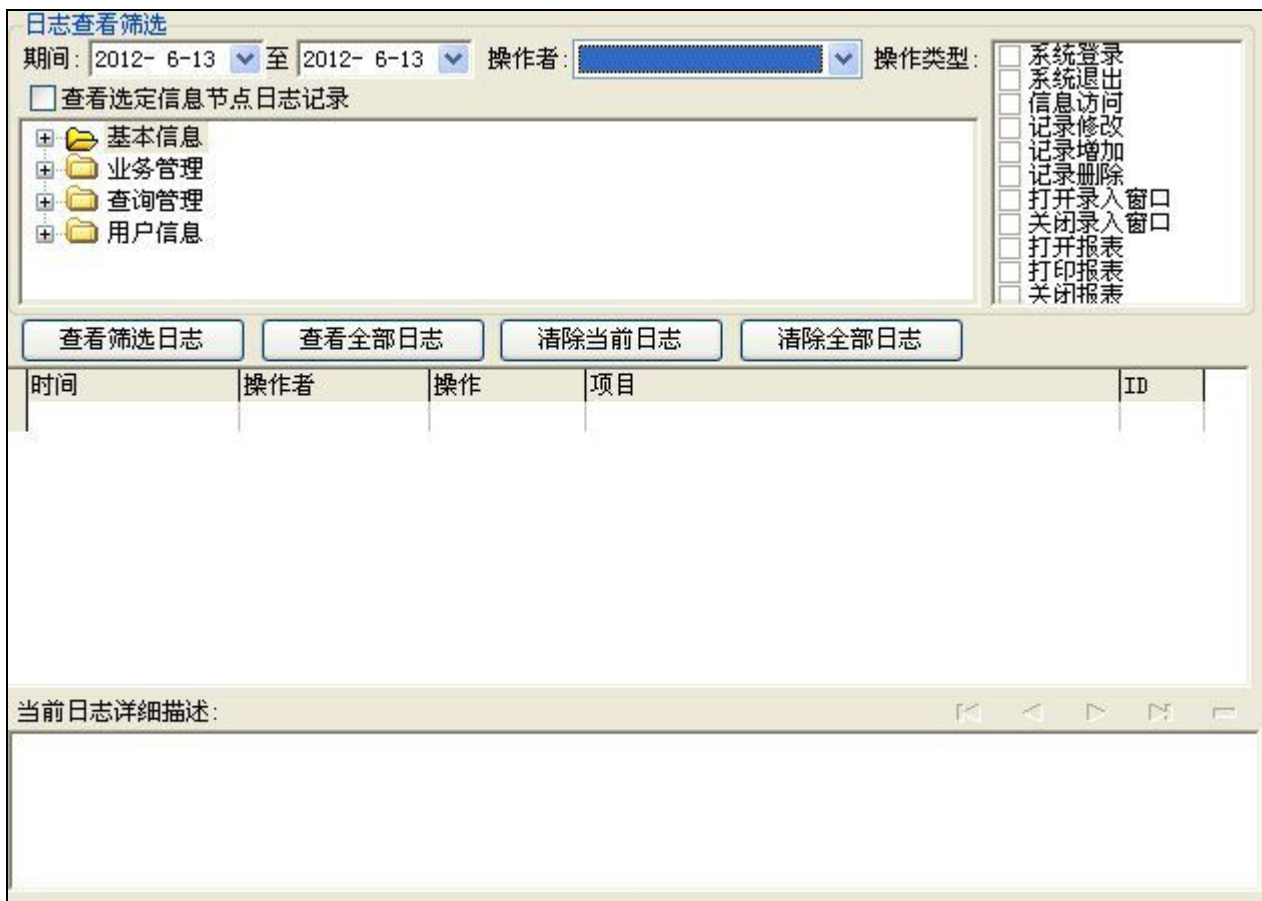 日志查看筛选
期间: 2012- 6-13 至 2012- 6-13 操作者: 操作类型:
系统登录
系统退出
信息访问
记录修改
记录增加
记录删除
打开录入窗口
关闭录入窗口
打开报表
打印报表
关闭报表
查看选定信息节点日志记录
基本信息
业务管理
查询管理
用户信息
查看筛选日志 查看全部日志 清除当前日志 清除全部日志
时间 操作者 操作 项目 ID
当前日志详细描述: